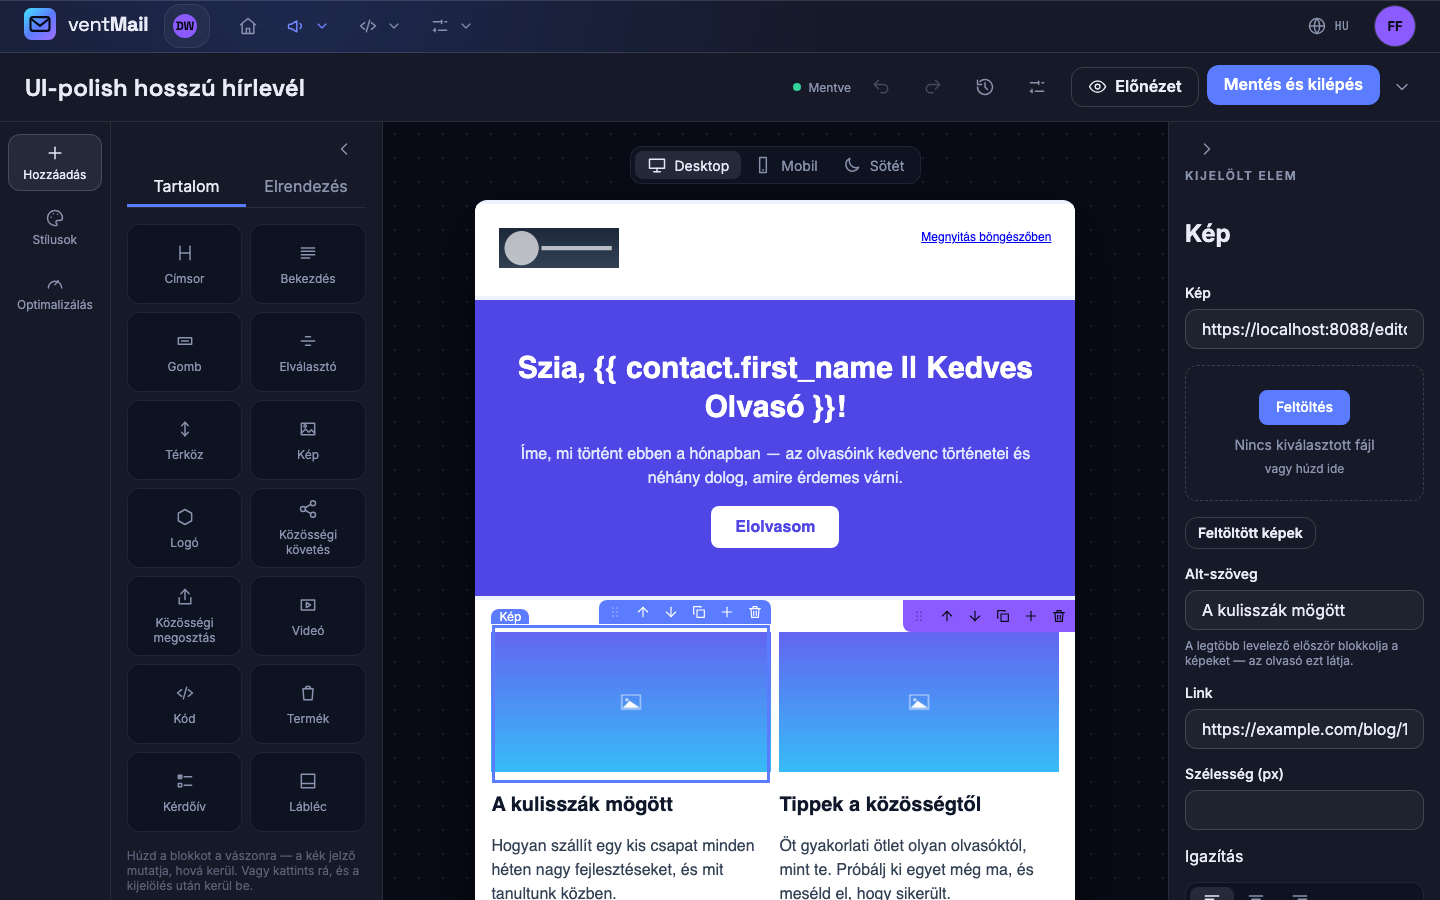 ventMail
DW
HU
FF
UI-polish hosszú hírlevél
Mentve
Előnézet
Mentés és kilépés
Hozzáadás
Stílusok
Optimalizálás
Tartalom
Elrendezés
Címsor
Bekezdés
Gomb
Elválasztó
Térköz
Kép
Logó
Közösségi
követés
Közösségi
megosztás
Videó
Kód
Termék
Kérdőív
Lábléc
Húzd a blokkot a vászonra — a kék jelző
mutatja, hová kerül. Vagy kattints rá, és a
kijelölés után kerül be.
Desktop
Mobil
Sötét
Megnyitás böngészőben
Szia, {{ contact.first_name || Kedves
Olvasó }}!
Íme, mi történt ebben a hónapban — az olvasóink kedvenc történetei és
néhány dolog, amire érdemes várni.
Elolvasom
Kép
A kulisszák mögött
Hogyan szállít egy kis csapat minden
héten nagy fejlesztéseket, és mit
tanultunk közben.
Tippek a közösségtől
Öt gyakorlati ötlet olyan olvasóktól,
mint te. Próbálj ki egyet még ma, és
meséld el, hogy sikerült.
KIJELÖLT ELEM
Kép
Kép
https://localhost:8088/edito
Feltöltés
Nincs kiválasztott fájl
vagy húzd ide
Feltöltött képek
Alt-szöveg
A kulisszák mögött
A legtöbb levelező először blokkolja a
képeket — az olvasó ezt látja.
Link
https://example.com/blog/1
Szélesség (px)
Igazítás